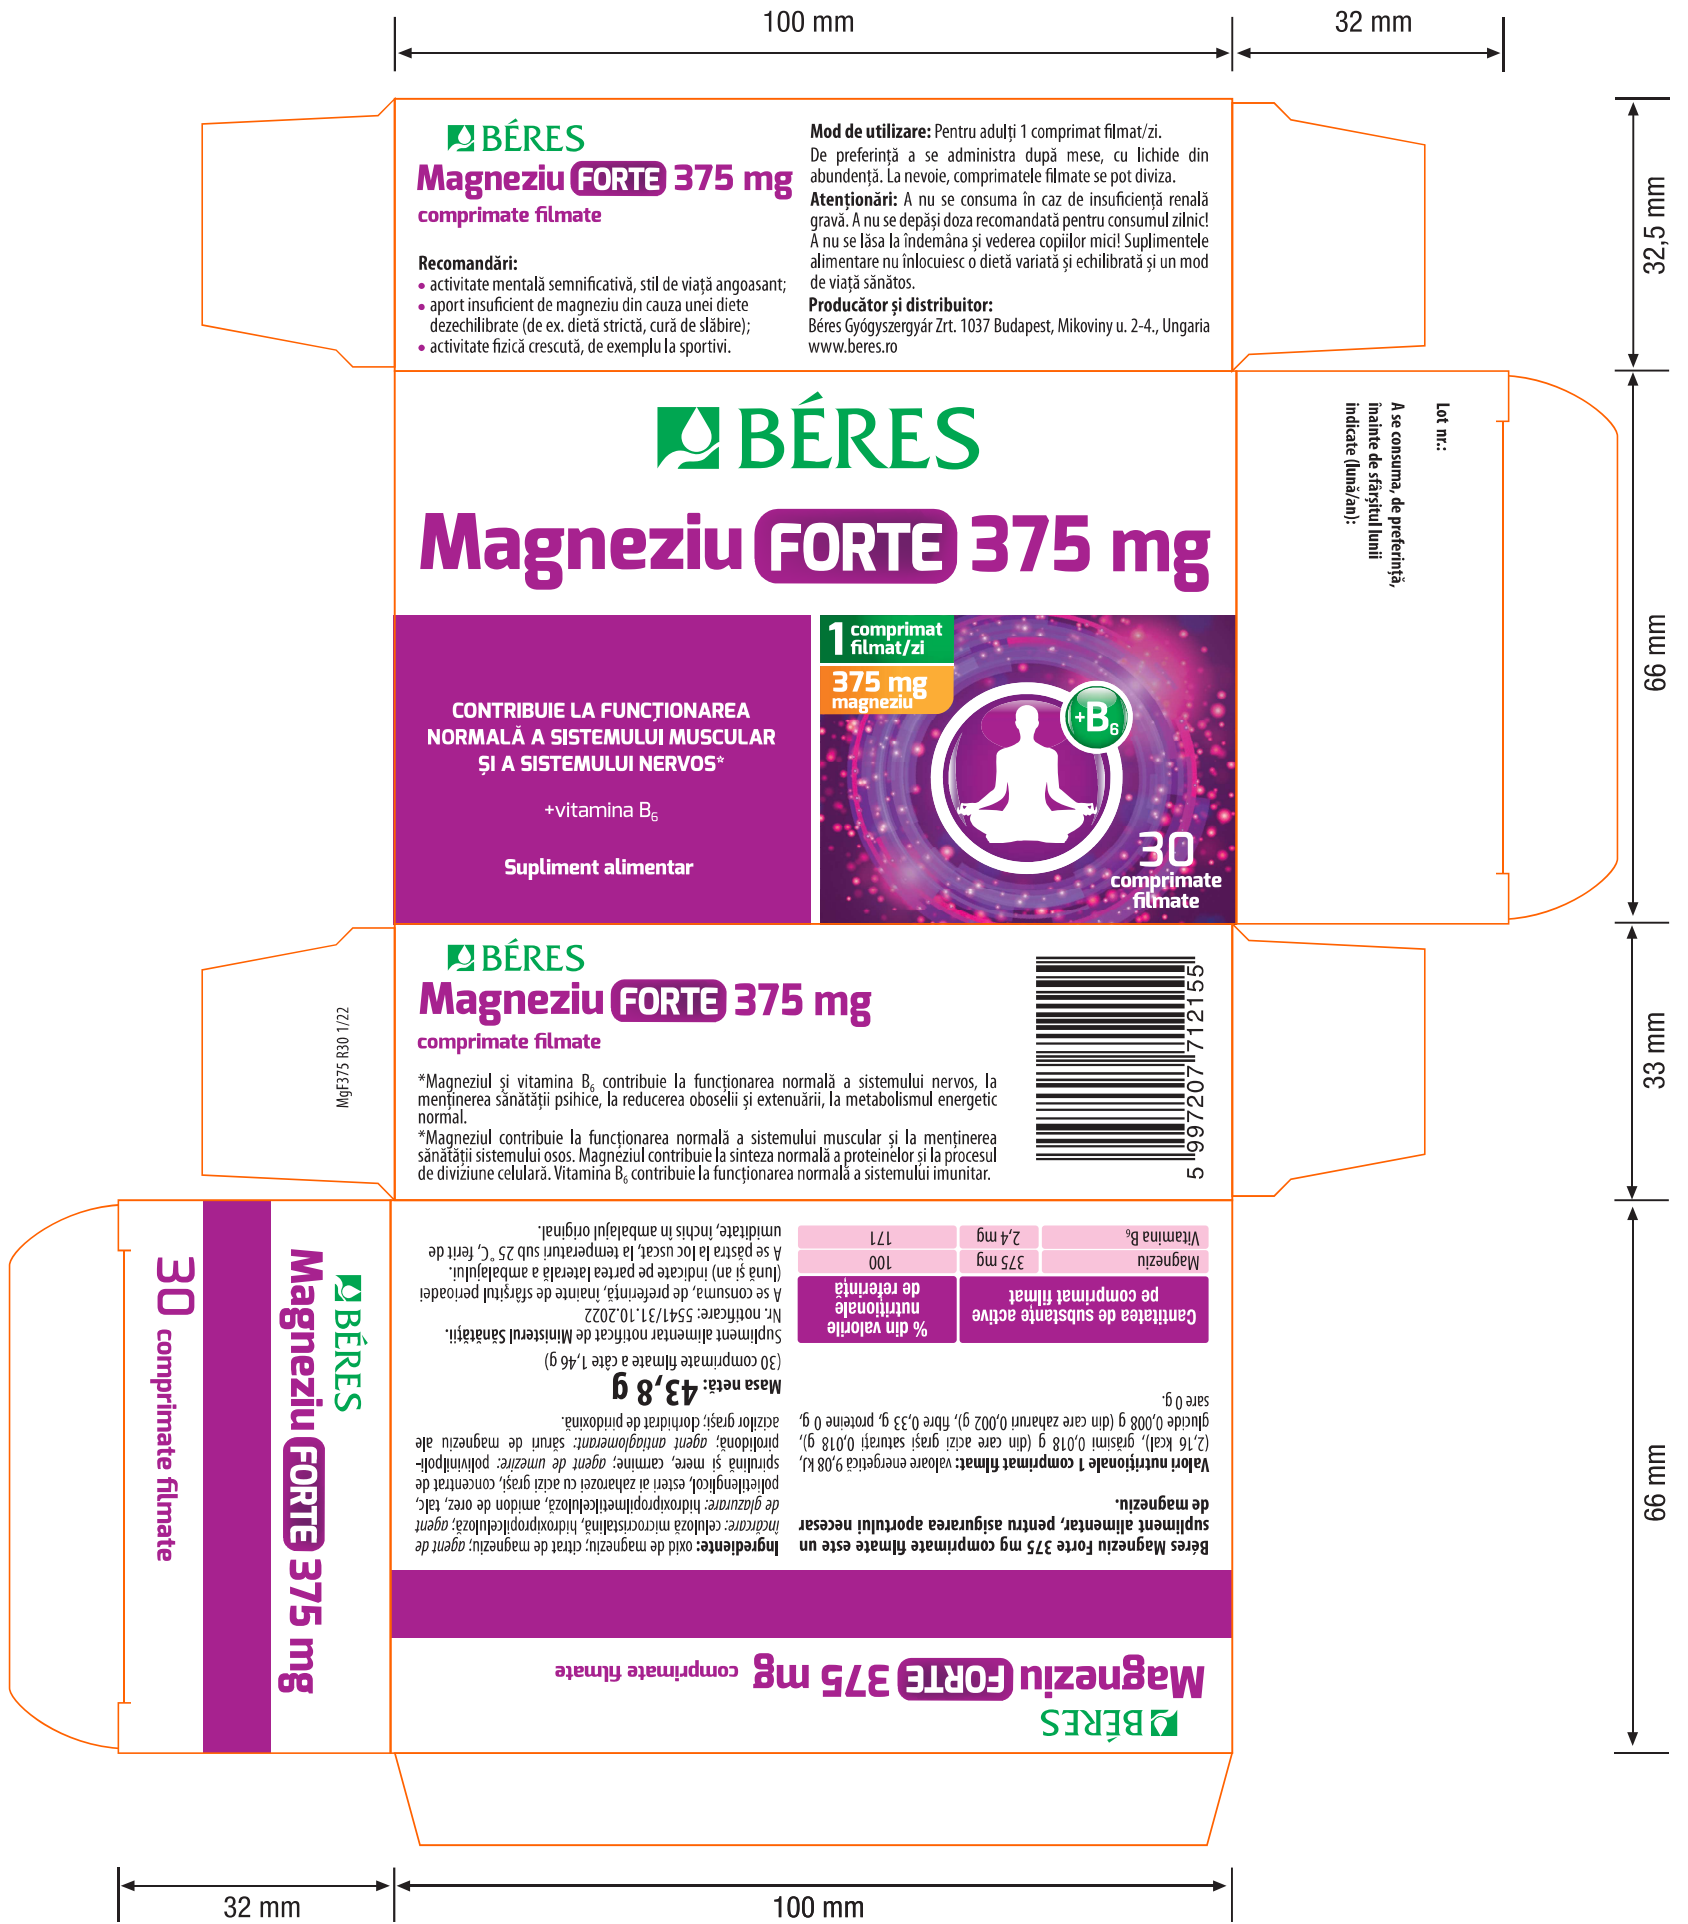 100 mm
32 mm
BÉRES
Magneziu FORTE 375 mg
comprimate filmate
Recomandări:
• activitate mentală semnificativă, stil de viață angoasant;
• aport insuficient de magneziu din cauza unei diete
dezechilibrate (de ex. dietă strictă, cură de slăbire);
• activitate fizică crescută, de exemplu la sportivi.
Mod de utilizare: Pentru adulți 1 comprimat filmat/zi.
De preferință a se administra după mese, cu lichide din
abundență. La nevoie, comprimatele filmate se pot diviza.
Atenționări: A nu se consuma în caz de insuficiență renală
gravă. A nu se depăși doza recomandată pentru consumul zilnic!
A nu se lăsa la îndemâna și vederea copiilor mici! Suplimentele
alimentare nu înlocuiesc o dietă variată și echilibrată și un mod
de viață sănătos.
Producător și distribuitor:
Béres Gyógyszergyár Zrt. 1037 Budapest, Mikoviny u. 2-4., Ungaria
www.beres.ro
32,5 mm
BÉRES
Magneziu FORTE 375 mg
1 comprimat
filmat/zi
375 mg
magneziu
+B6
CONTRIBUIE LA FUNCȚIONAREA
NORMALĂ A SISTEMULUI MUSCULAR
ȘI A SISTEMULUI NERVOS*
+vitamina B6
Supliment alimentar
30
comprimate
filmate
Lot nr.:
A se consuma, de preferință,
înainte de sfârșitul lunii
indicate (lună/an):
66 mm
BÉRES
Magneziu FORTE 375 mg
comprimate filmate
*Magneziul și vitamina B6 contribuie la funcționarea normală a sistemului nervos, la
menținerea sănătății psihice, la reducerea oboselii și extenuării, la metabolismul energetic
normal.
*Magneziul contribuie la funcționarea normală a sistemului muscular și la menținerea
sănătății sistemului osos. Magneziul contribuie la sinteza normală a proteinelor și la procesul
de diviziune celulară. Vitamina B6 contribuie la funcționarea normală a sistemului imunitar.
5 997207 712155
MgF375 R30 1/22
33 mm
BÉRES
Magneziu FORTE 375 mg
30 comprimate filmate
BÉRES
Magneziu FORTE 375 mg comprimate filmate
Béres Magneziu Forte 375 mg comprimate filmate este un
supliment alimentar, pentru asigurarea aportului necesar
de magneziu.
Valori nutriționale 1 comprimat filmat: valoare energetică 9,08 kJ,
(2,16 kcal), grăsimi 0,018 g (din care acizi grași saturați 0,018 g),
glucide 0,008 g (din care zaharuri 0,002 g), fibre 0,33 g, proteine 0 g,
sare 0 g.
Cantitatea de substanțe active
pe comprimat filmat
% din valorile
nutriționale
de referință
Magneziu 375 mg 100
Vitamina B6 2,4 mg 171
Ingrediente: oxid de magneziu; citrat de magneziu; agent de
încărcare: celuloză microcristalină, hidroxipropilceluloză; agent
de glazurare: hidroxipropilmetilceluloză, amidon de orez, talc,
polietilenglicol, esteri ai zaharozei cu acizi grași, concentrat de
spirulină și mere, carmine; agent de umezire: polivinilpoli-
pirolidonă; agent antiaglomerant: săruri de magneziu ale
acizilor grași; clorhidrat de piridoxină.
Masa netă: 43,8 g
(30 comprimate filmate a câte 1,46 g)
Supliment alimentar notificat de Ministerul Sănătății.
Nr. notificare: 5541/31.10.2022
A se consuma, de preferință, înainte de sfârșitul perioadei
(lună și an) indicate pe partea laterală a ambalajului.
A se păstra la loc uscat, la temperaturi sub 25 °C, ferit de
umiditate, închis în ambalajul original.
66 mm
32 mm
100 mm